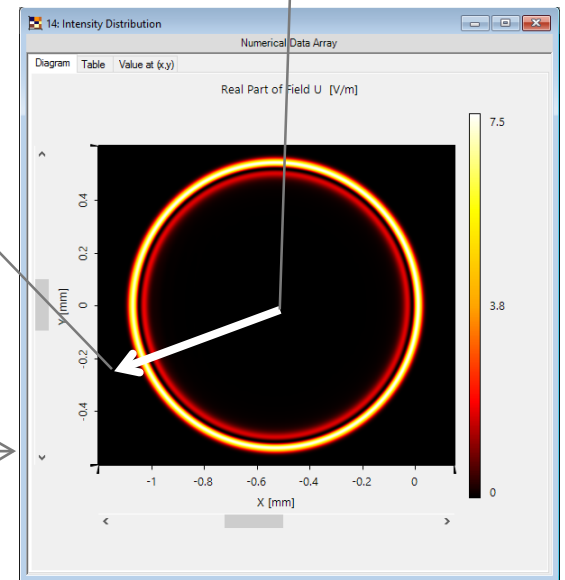 14: Intensity Distribution
Numerical Data Array
Diagram Table Value at (x,y)
Real Part of Field U [V/m]
7.5
3.8
0
0.4
0.2
0
-0.2
-0.4
Y [mm]
-1 -0.8 -0.6 -0.4 -0.2 0
X [mm]